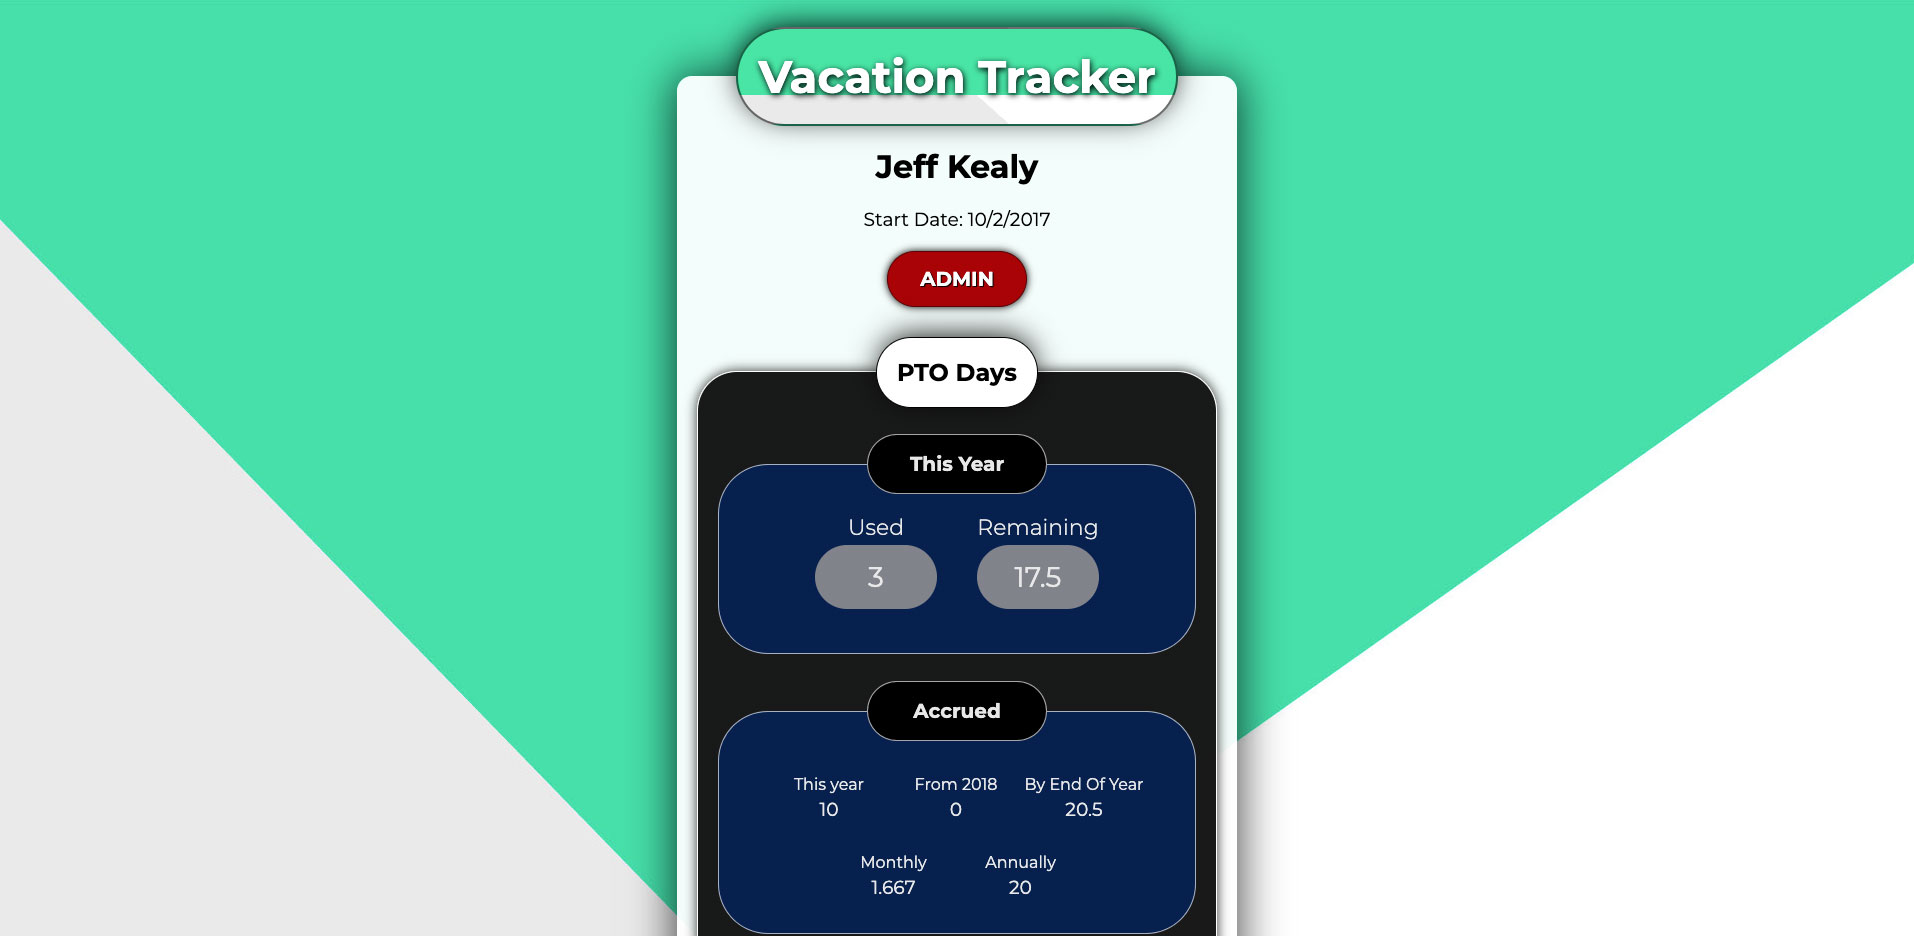 Vacation Tracker
Jeff Kealy
Start Date: 10/2/2017
ADMIN
PTO Days
This Year
Used Remaining
3 17.5
Accrued
This year From 2018 By End Of Year
10 0 20.5
Monthly Annually
1.667 20